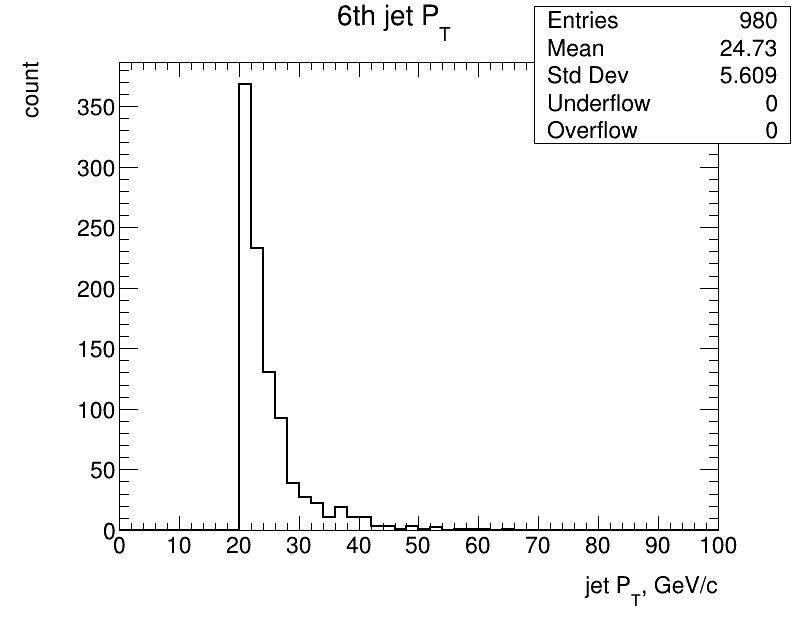 6th jet P_T
Entries 980
Mean 24.73
Std Dev 5.609
Underflow 0
Overflow 0
count
350
300
250
200
150
100
50
0
0 10 20 30 40 50 60 70 80 90 100
jet P_T, GeV/c